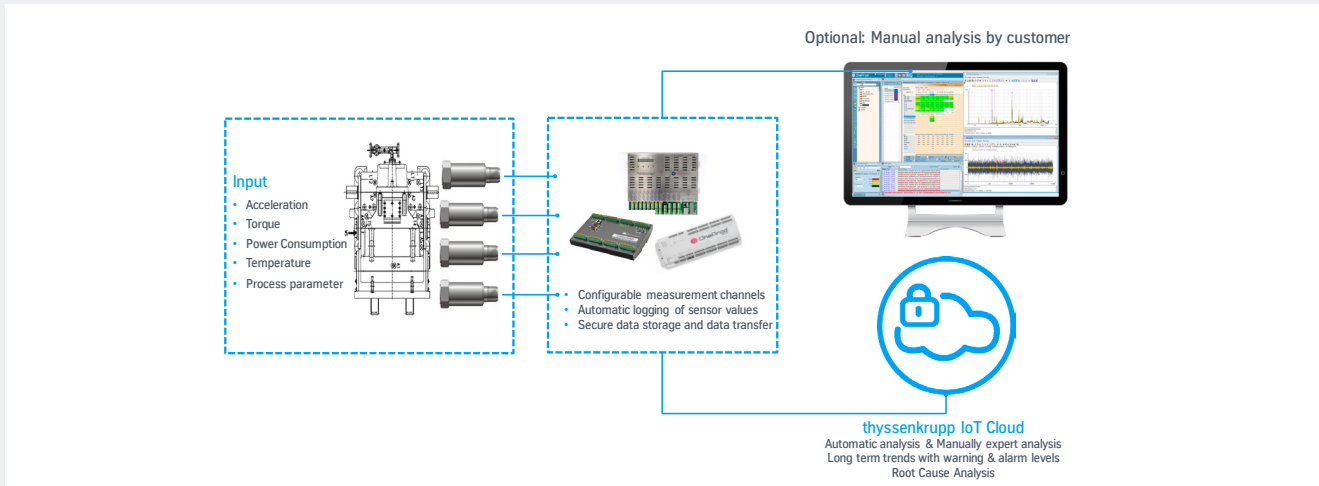 Optional: Manual analysis by customer
Input
• Acceleration
• Torque
• Power Consumption
• Temperature
• Process parameter
• Configurable measurement channels
• Automatic logging of sensor values
• Secure data storage and data transfer
thyssenkrupp IoT Cloud
Automatic analysis & Manually expert analysis
Long term trends with warning & alarm levels
Root Cause Analysis